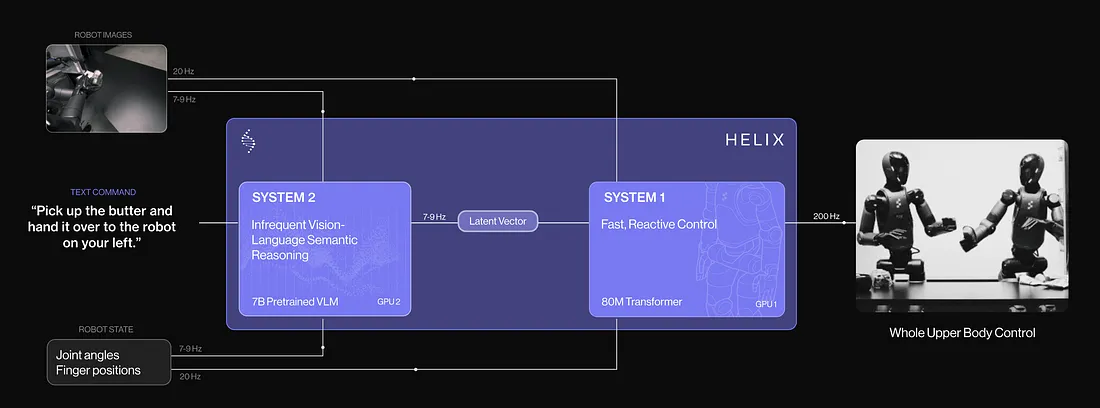 ROBOT IMAGES
20 Hz
7-9 Hz
HELIX
TEXT COMMAND
“Pick up the butter and
hand it over to the robot
on your left.”
SYSTEM 2
Infrequent Vision-
Language Semantic
Reasoning
7B Pretrained VLM
GPU 2
7-9 Hz
Latent Vector
SYSTEM 1
Fast, Reactive Control
80M Transformer
GPU 1
200 Hz
Whole Upper Body Control
ROBOT STATE
Joint angles
Finger positions
7-9 Hz
20 Hz